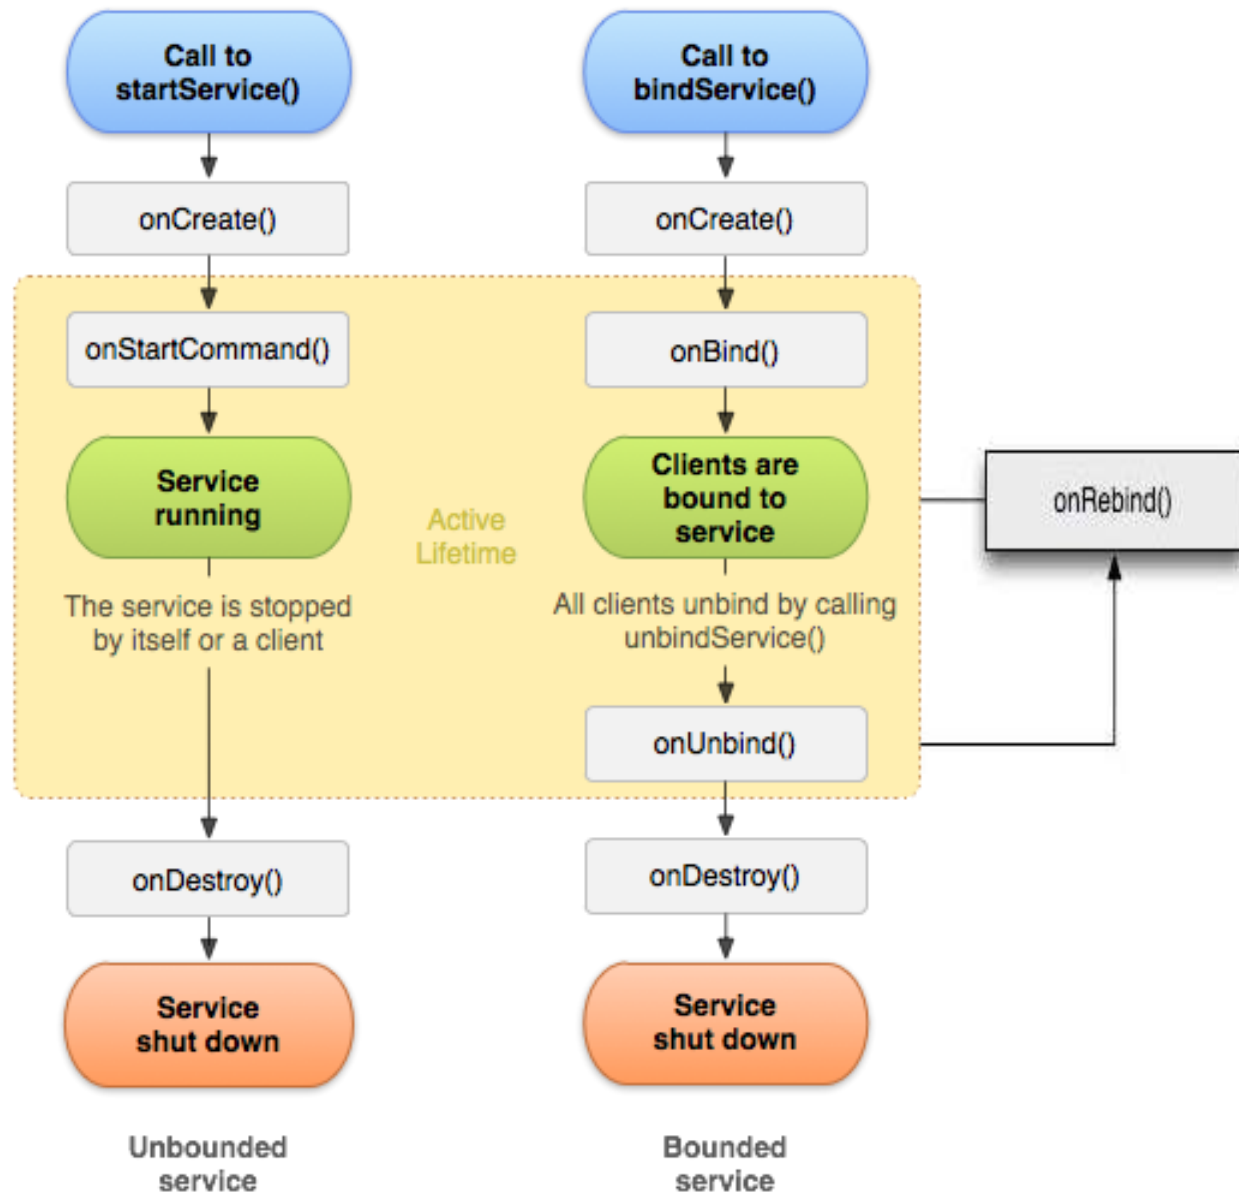 Call to
startService()
onCreate()
onStartCommand()
Service
running
The service is stopped
by itself or a client
onDestroy()
Service
shut down
Unbounded
service
Active
Lifetime
Call to
bindService()
onCreate()
onBind()
Clients are
bound to
service
All clients unbind by calling
unbindService()
onUnbind()
onDestroy()
Service
shut down
Bounded
service
onRebind()